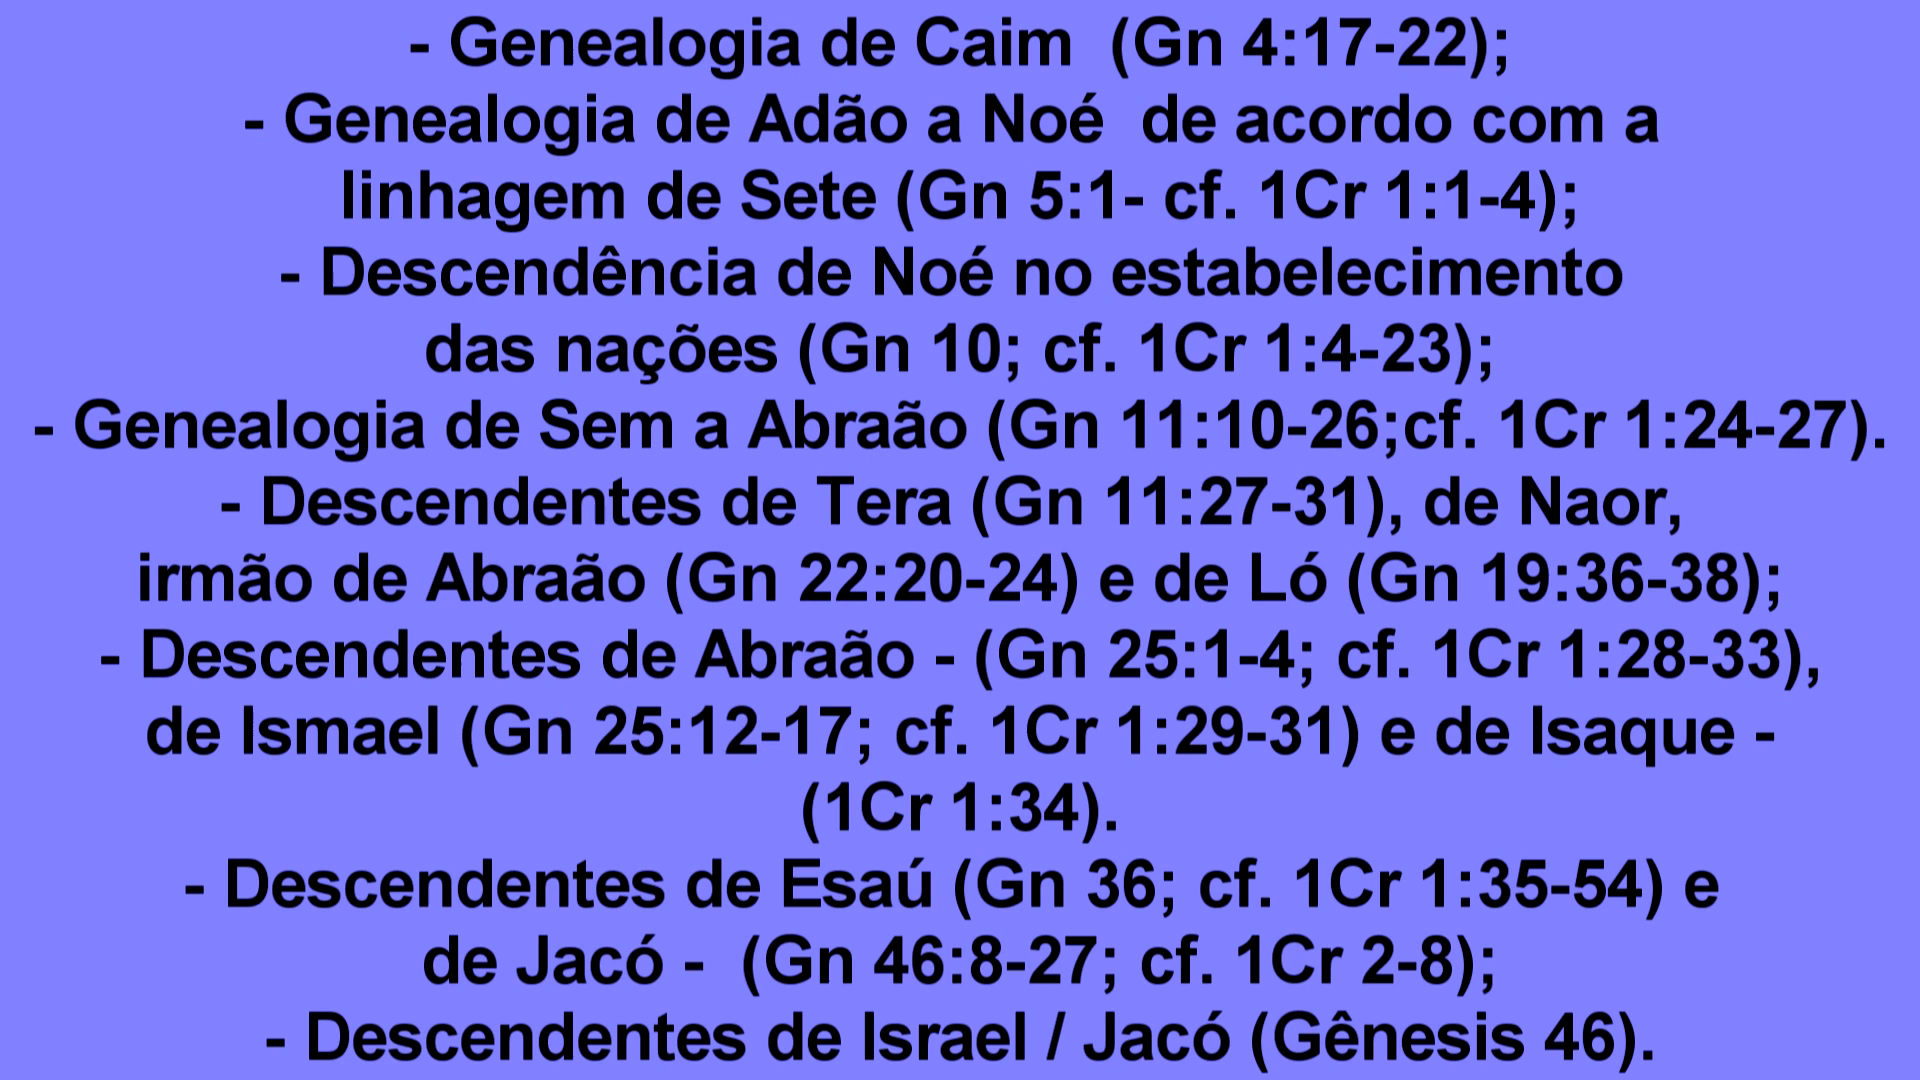 - Genealogia de Caim  (Gn 4:17-22);
- Genealogia de Adão a Noé  de acordo com a
linhagem de Sete (Gn 5:1- cf. 1Cr 1:1-4);
- Descendência de Noé no estabelecimento
das nações (Gn 10; cf. 1Cr 1:4-23);
- Genealogia de Sem a Abraão (Gn 11:10-26;cf. 1Cr 1:24-27).
- Descendentes de Tera (Gn 11:27-31), de Naor,
irmão de Abraão (Gn 22:20-24) e de Ló (Gn 19:36-38);
- Descendentes de Abraão - (Gn 25:1-4; cf. 1Cr 1:28-33),
de Ismael (Gn 25:12-17; cf. 1Cr 1:29-31) e de Isaque -
(1Cr 1:34).
- Descendentes de Esaú (Gn 36; cf. 1Cr 1:35-54) e
de Jacó -  (Gn 46:8-27; cf. 1Cr 2-8);
- Descendentes de Israel / Jacó (Gênesis 46).